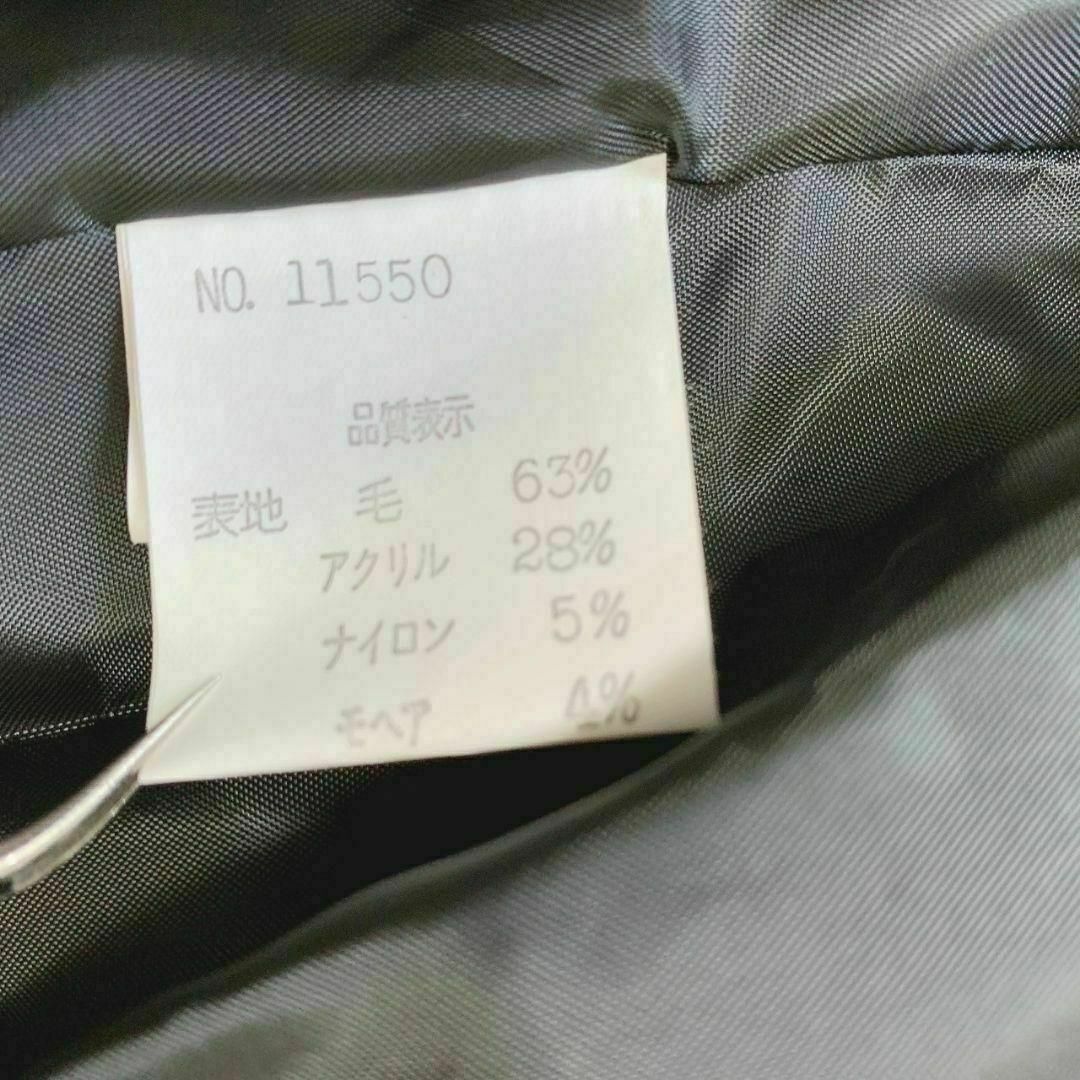 NO. 11550
品質表示
表地 毛 63%
アクリル 28%
ナイロン 5%
モヘア 4%